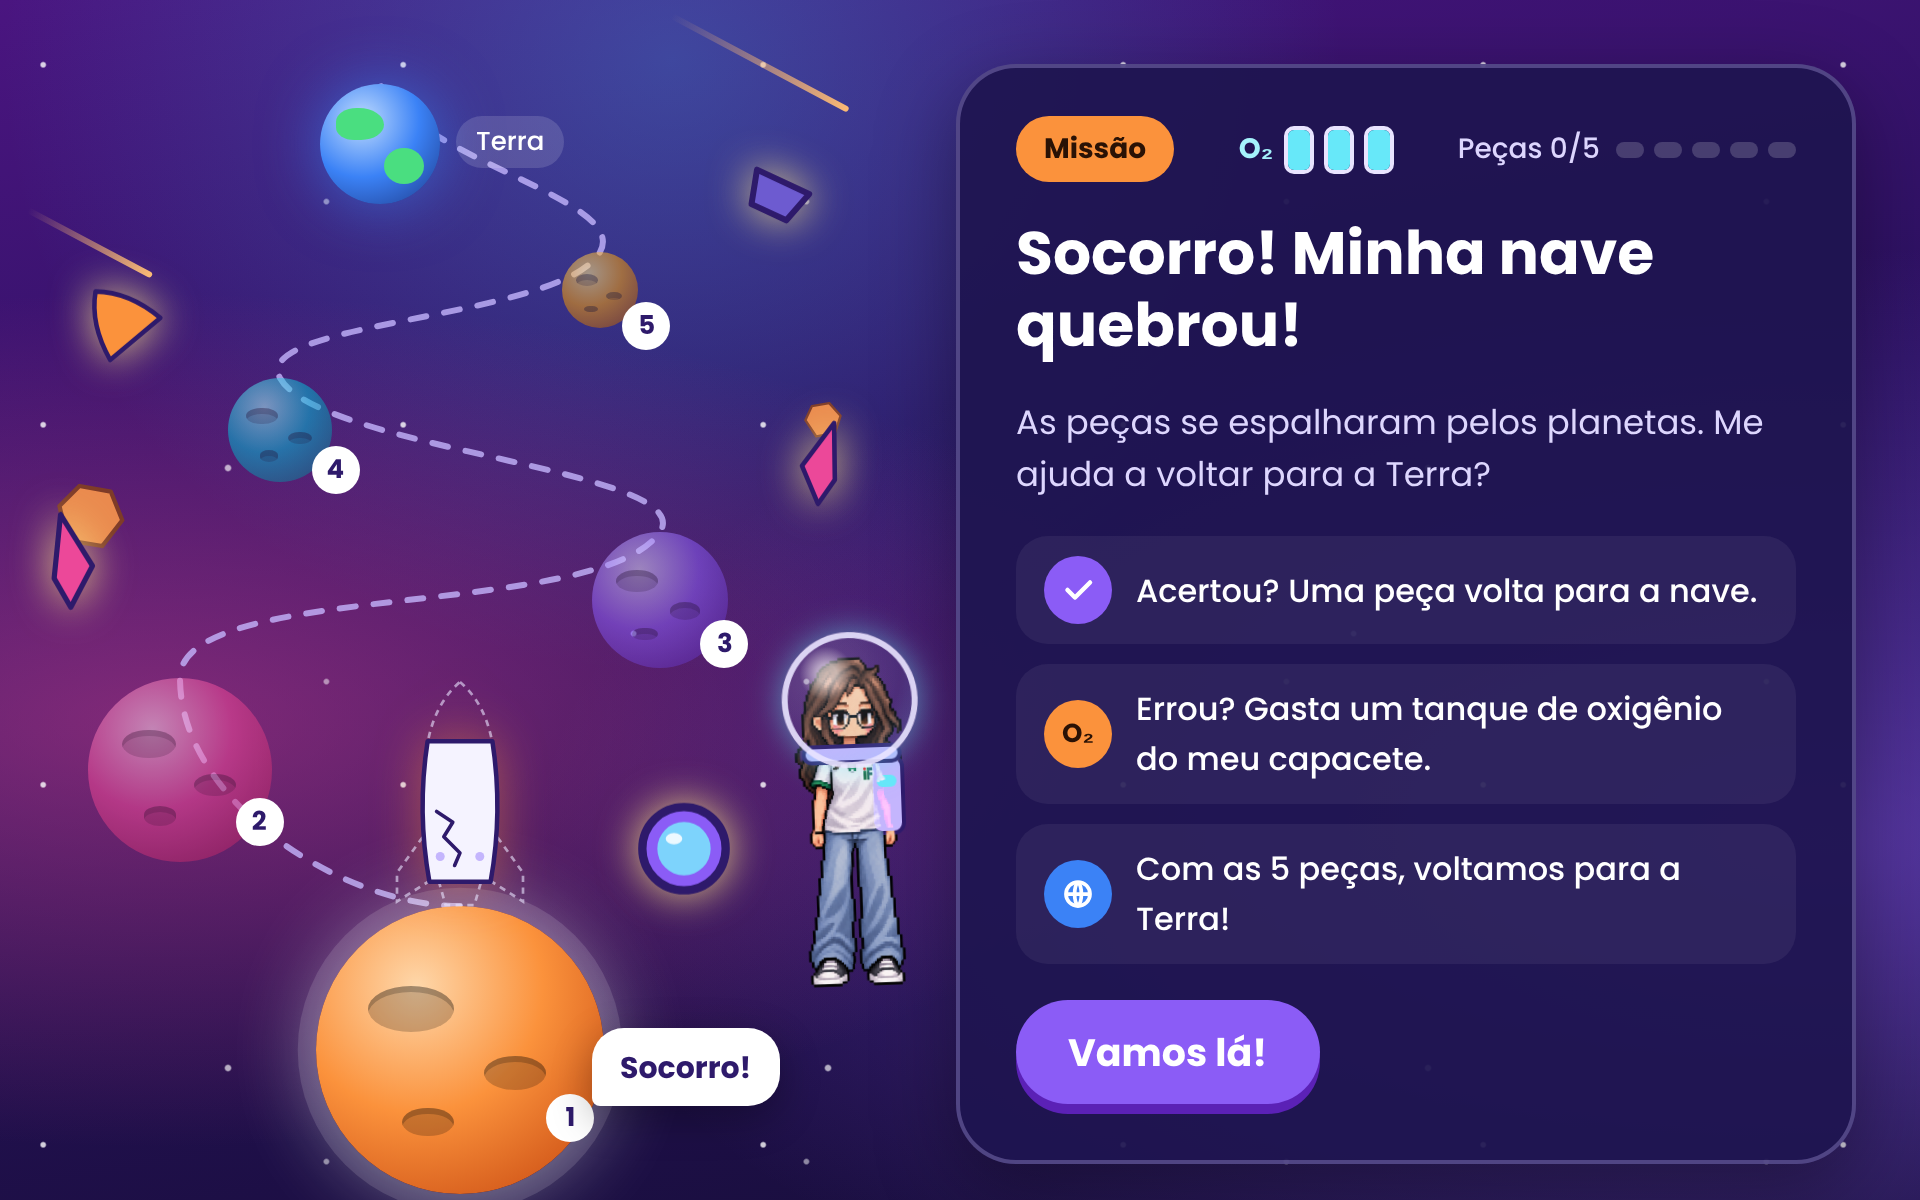 Terra
5
4
3
2
1
Socorro!
iF
Missão
O₂
Peças 0/5
Socorro! Minha nave
quebrou!
As peças se espalharam pelos planetas. Me
ajuda a voltar para a Terra?
Acertou? Uma peça volta para a nave.
O₂
Errou? Gasta um tanque de oxigênio
do meu capacete.
Com as 5 peças, voltamos para a
Terra!
Vamos lá!